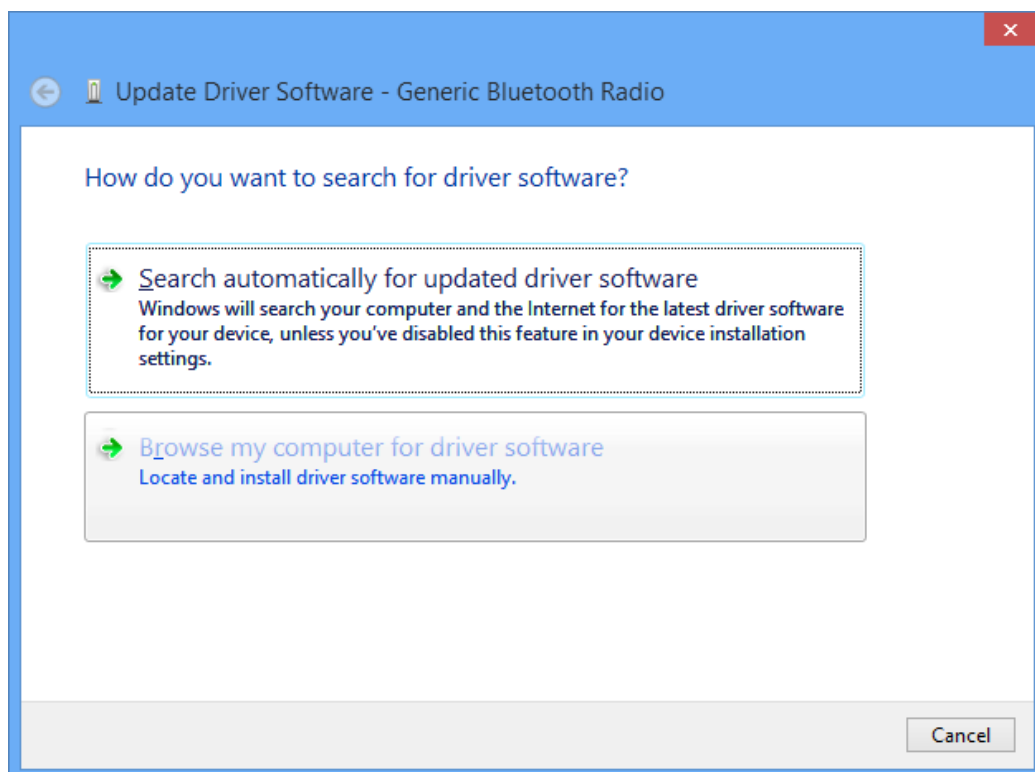 Update Driver Software - Generic Bluetooth Radio
How do you want to search for driver software?
Search automatically for updated driver software
Windows will search your computer and the Internet for the latest driver software
for your device, unless you've disabled this feature in your device installation
settings.
Browse my computer for driver software
Locate and install driver software manually.
Cancel